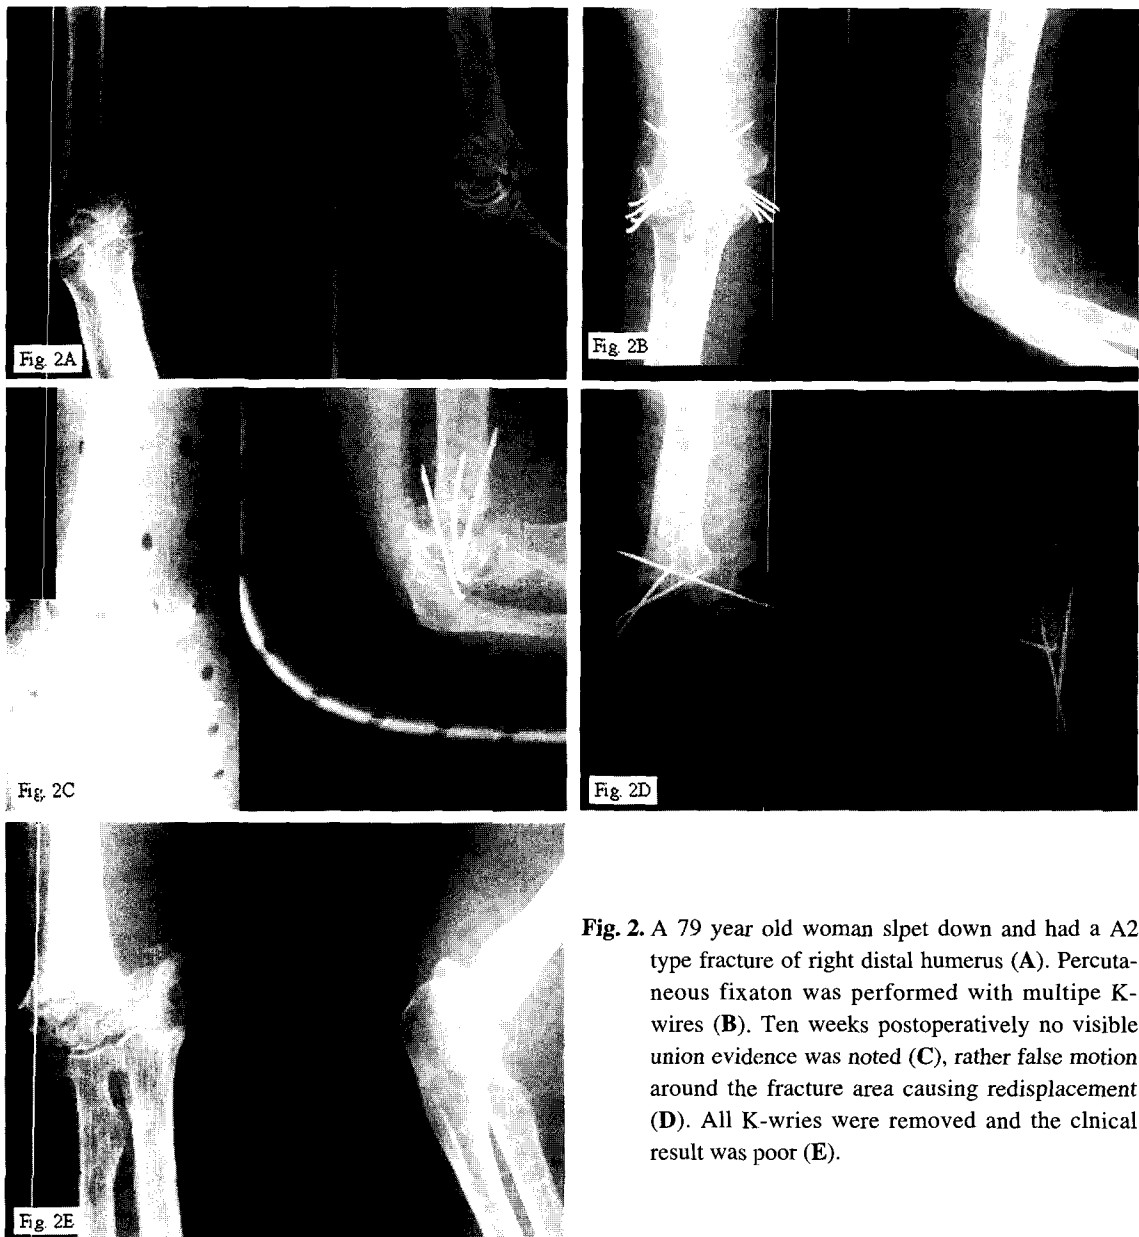 Fig. 2A
Fig. 2B
Fig. 2C
Fig. 2D
Fig. 2E
Fig. 2. A 79 year old woman slpet down and had a A2
type fracture of right distal humerus (A). Percuta-
neous fixaton was performed with multipe K-
wires (B). Ten weeks postoperatively no visible
union evidence was noted (C), rather false motion
around the fracture area causing redisplacement
(D). All K-wries were removed and the clnical
result was poor (E).